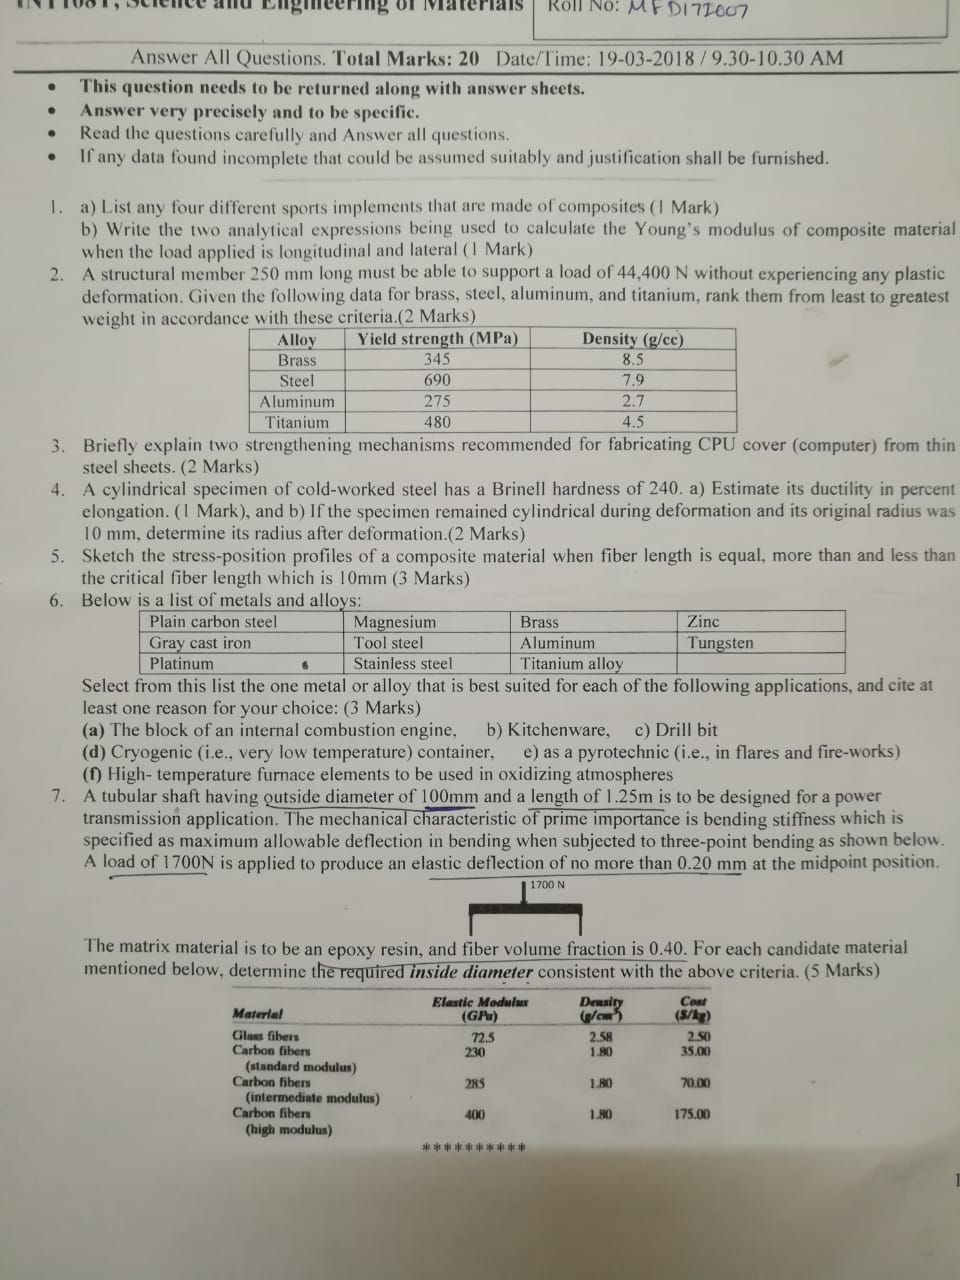 INT1081, Science and Engineering of Materials
Roll No: MFD17I007
Answer All Questions. Total Marks: 20 Date/Time: 19-03-2018 / 9.30-10.30 AM
• This question needs to be returned along with answer sheets.
• Answer very precisely and to be specific.
• Read the questions carefully and Answer all questions.
• If any data found incomplete that could be assumed suitably and justification shall be furnished.
1. a) List any four different sports implements that are made of composites (1 Mark)
b) Write the two analytical expressions being used to calculate the Young's modulus of composite material
when the load applied is longitudinal and lateral (1 Mark)
2. A structural member 250 mm long must be able to support a load of 44,400 N without experiencing any plastic
deformation. Given the following data for brass, steel, aluminum, and titanium, rank them from least to greatest
weight in accordance with these criteria.(2 Marks)
Alloy Yield strength (MPa) Density (g/cc)
Brass 345 8.5
Steel 690 7.9
Aluminum 275 2.7
Titanium 480 4.5
3. Briefly explain two strengthening mechanisms recommended for fabricating CPU cover (computer) from thin
steel sheets. (2 Marks)
4. A cylindrical specimen of cold-worked steel has a Brinell hardness of 240. a) Estimate its ductility in percent
elongation. (1 Mark), and b) If the specimen remained cylindrical during deformation and its original radius was
10 mm, determine its radius after deformation.(2 Marks)
5. Sketch the stress-position profiles of a composite material when fiber length is equal, more than and less than
the critical fiber length which is 10mm (3 Marks)
6. Below is a list of metals and alloys:
Plain carbon steel Magnesium Brass Zinc
Gray cast iron Tool steel Aluminum Tungsten
Platinum Stainless steel Titanium alloy
Select from this list the one metal or alloy that is best suited for each of the following applications, and cite at
least one reason for your choice: (3 Marks)
(a) The block of an internal combustion engine, b) Kitchenware, c) Drill bit
(d) Cryogenic (i.e., very low temperature) container, e) as a pyrotechnic (i.e., in flares and fire-works)
(f) High- temperature furnace elements to be used in oxidizing atmospheres
7. A tubular shaft having outside diameter of 100mm and a length of 1.25m is to be designed for a power
transmission application. The mechanical characteristic of prime importance is bending stiffness which is
specified as maximum allowable deflection in bending when subjected to three-point bending as shown below.
A load of 1700N is applied to produce an elastic deflection of no more than 0.20 mm at the midpoint position.
1700 N
The matrix material is to be an epoxy resin, and fiber volume fraction is 0.40. For each candidate material
mentioned below, determine the required inside diameter consistent with the above criteria. (5 Marks)
Material Elastic Modulus (GPa) Density (g/cm³) Cost ($/kg)
Glass fibers 72.5 2.58 2.50
Carbon fibers 230 1.80 35.00
(standard modulus)
Carbon fibers 285 1.80 70.00
(intermediate modulus)
Carbon fibers 400 1.80 175.00
(high modulus)
**********